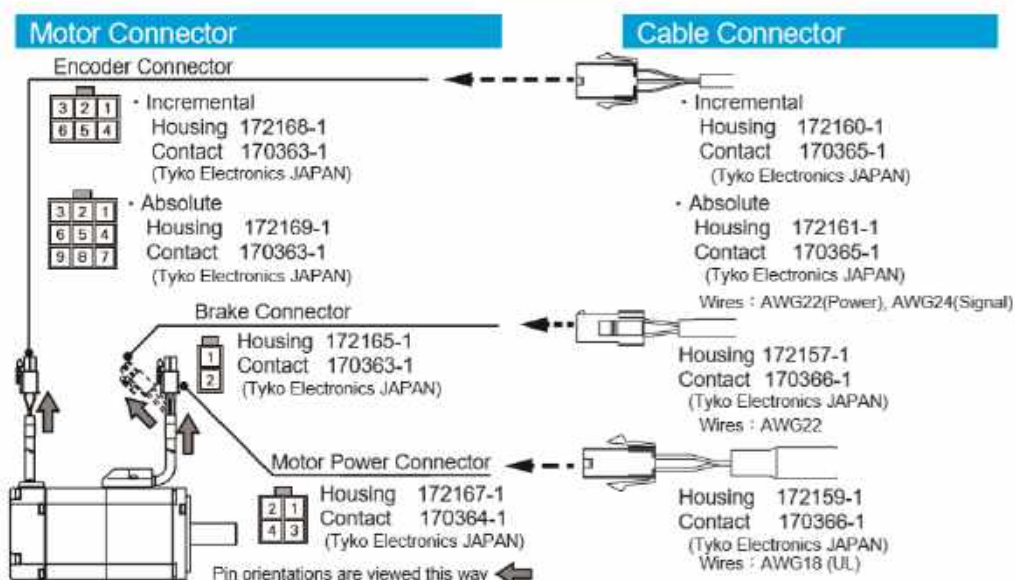 Motor Connector
Cable Connector
Encoder Connector
3 2 1
6 5 4
・Incremental
Housing 172168-1
Contact 170363-1
(Tyko Electronics JAPAN)
・Incremental
Housing 172160-1
Contact 170365-1
(Tyko Electronics JAPAN)
3 2 1
6 5 4
9 8 7
・Absolute
Housing 172169-1
Contact 170363-1
(Tyko Electronics JAPAN)
・Absolute
Housing 172161-1
Contact 170365-1
(Tyko Electronics JAPAN)
Wires : AWG22(Power), AWG24(Signal)
Brake Connector
1
2
Housing 172165-1
Contact 170363-1
(Tyko Electronics JAPAN)
Housing 172157-1
Contact 170366-1
(Tyko Electronics JAPAN)
Wires : AWG22
Motor Power Connector
2 1
4 3
Housing 172167-1
Contact 170364-1
(Tyko Electronics JAPAN)
Housing 172159-1
Contact 170366-1
(Tyko Electronics JAPAN)
Wires : AWG18 (UL)
Pin orientations are viewed this way